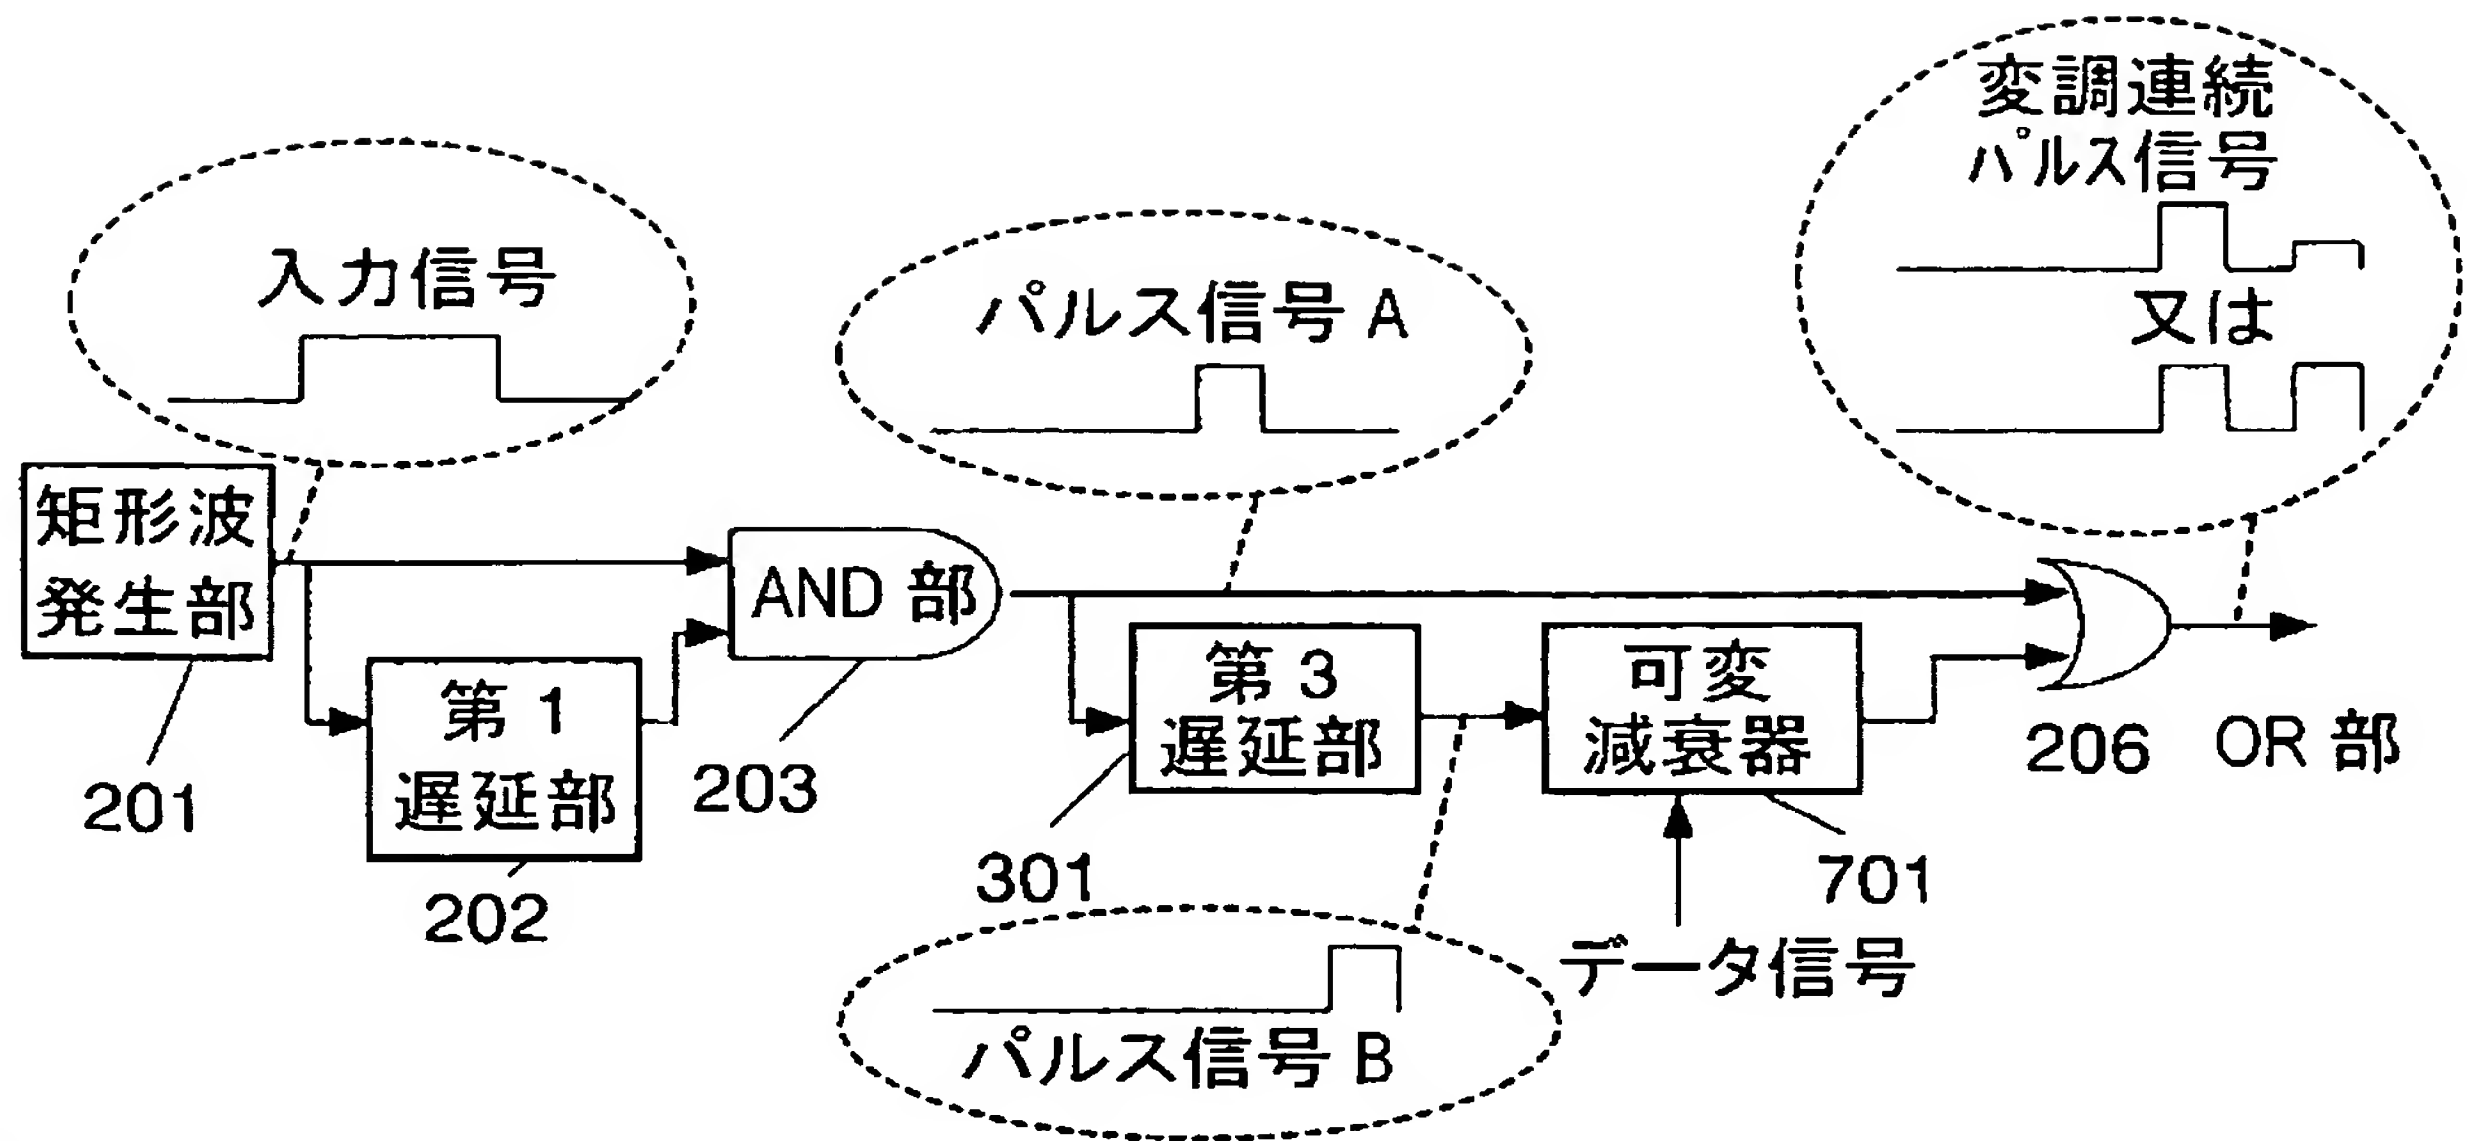 変調連続
パルス信号
又は
入力信号
パルス信号 A
矩形波
発生部
201
第 1
遅延部
202
AND 部
203
第 3
遅延部
301
可変
減衰器
701
データ信号
パルス信号 B
206
OR 部